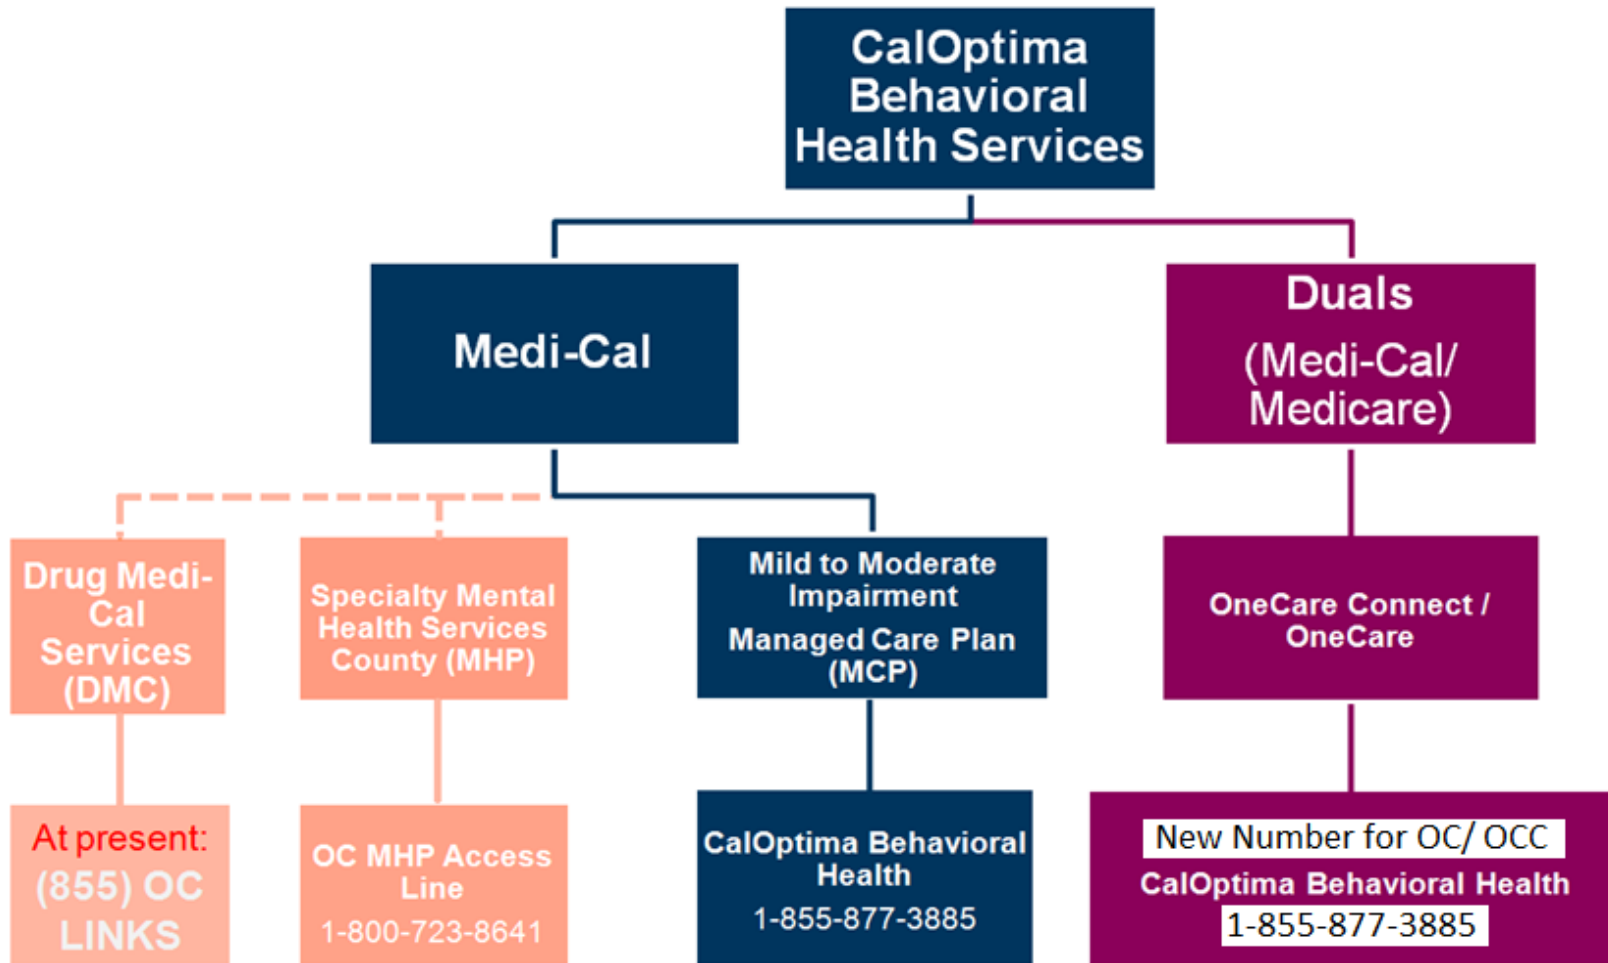 CalOptima
Behavioral
Health Services
Medi-Cal
Duals
(Medi-Cal/
Medicare)
Drug Medi-
Cal
Services
(DMC)
Specialty Mental
Health Services
County (MHP)
Mild to Moderate
Impairment
Managed Care Plan
(MCP)
OneCare Connect /
OneCare
At present:
(855) OC
LINKS
OC MHP Access
Line
1-800-723-8641
CalOptima Behavioral
Health
1-855-877-3885
New Number for OC/ OCC
CalOptima Behavioral Health
1-855-877-3885